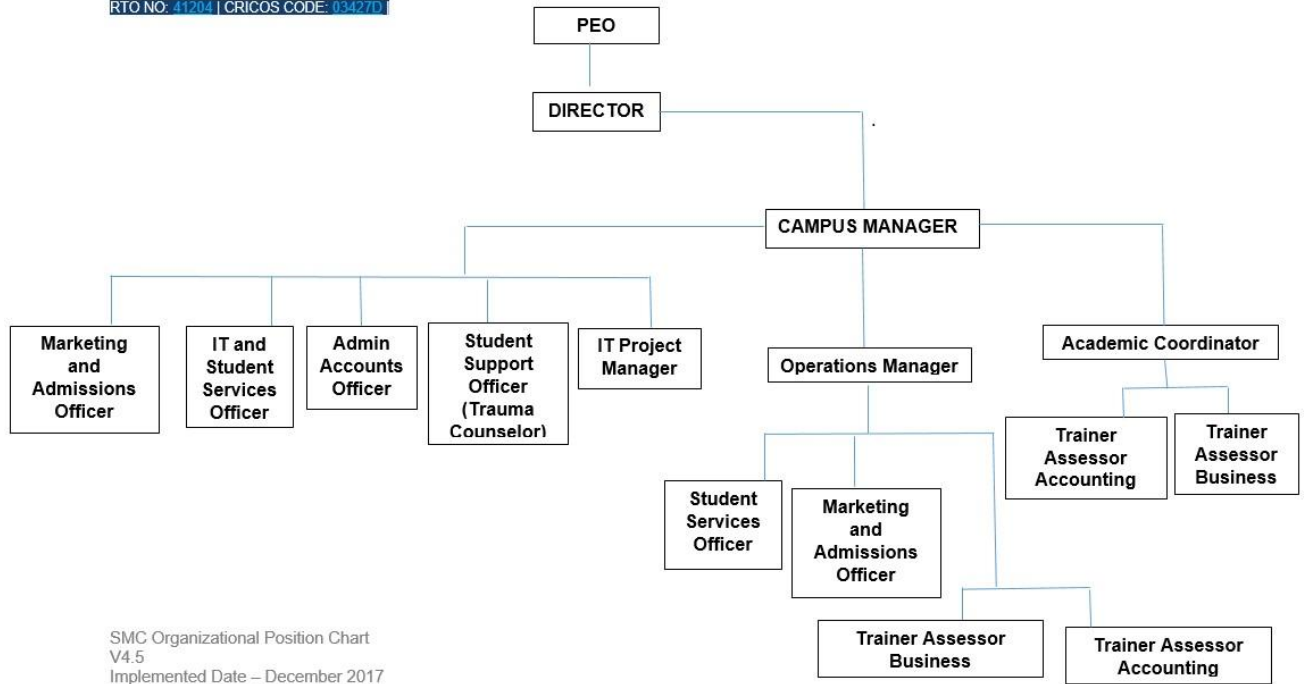 RTO NO: 41204 | CRICOS CODE: 03427D |
PEO
DIRECTOR
CAMPUS MANAGER
Marketing
and
Admissions
Officer
IT and
Student
Services
Officer
Admin
Accounts
Officer
Student
Support
Officer
(Trauma
Counselor)
IT Project
Manager
Operations Manager
Academic Coordinator
Trainer
Assessor
Accounting
Trainer
Assessor
Business
Student
Services
Officer
Marketing
and
Admissions
Officer
Trainer Assessor
Business
Trainer Assessor
Accounting
SMC Organizational Position Chart
V4.5
Implemented Date – December 2017